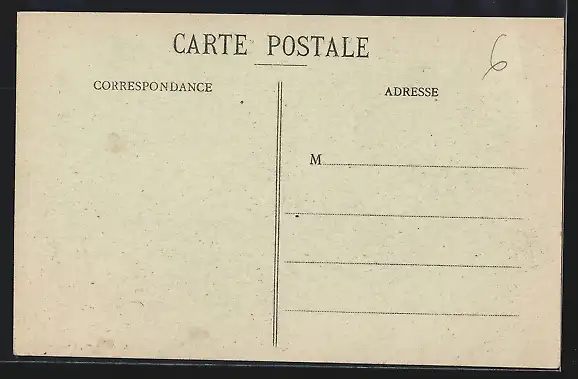 CARTE POSTALE
6
CORRESPONDANCE
ADRESSE
M